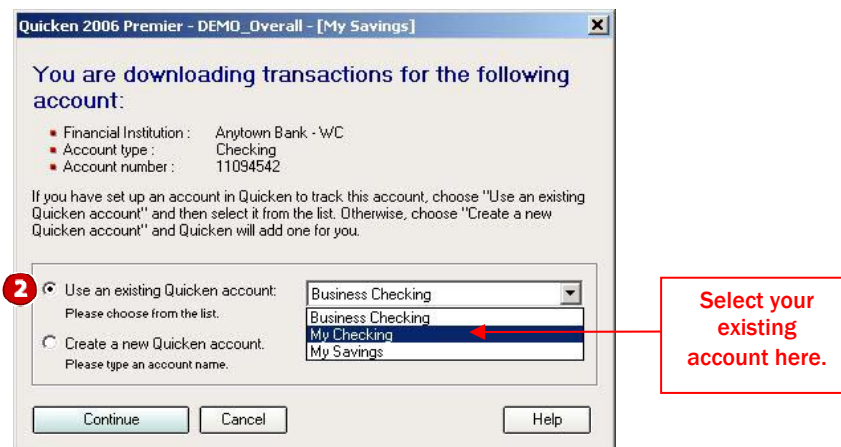 Quicken 2006 Premier - DEMO_Overall - [My Savings]
You are downloading transactions for the following
account:
Financial Institution : Anytown Bank - WC
Account type : Checking
Account number : 11094542
If you have set up an account in Quicken to track this account, choose "Use an existing
Quicken account" and then select it from the list. Otherwise, choose "Create a new
Quicken account" and Quicken will add one for you.
2 Use an existing Quicken account: Business Checking
Please choose from the list.
Business Checking
My Checking
My Savings
Create a new Quicken account.
Please type an account name.
Select your
existing
account here.
Continue Cancel Help